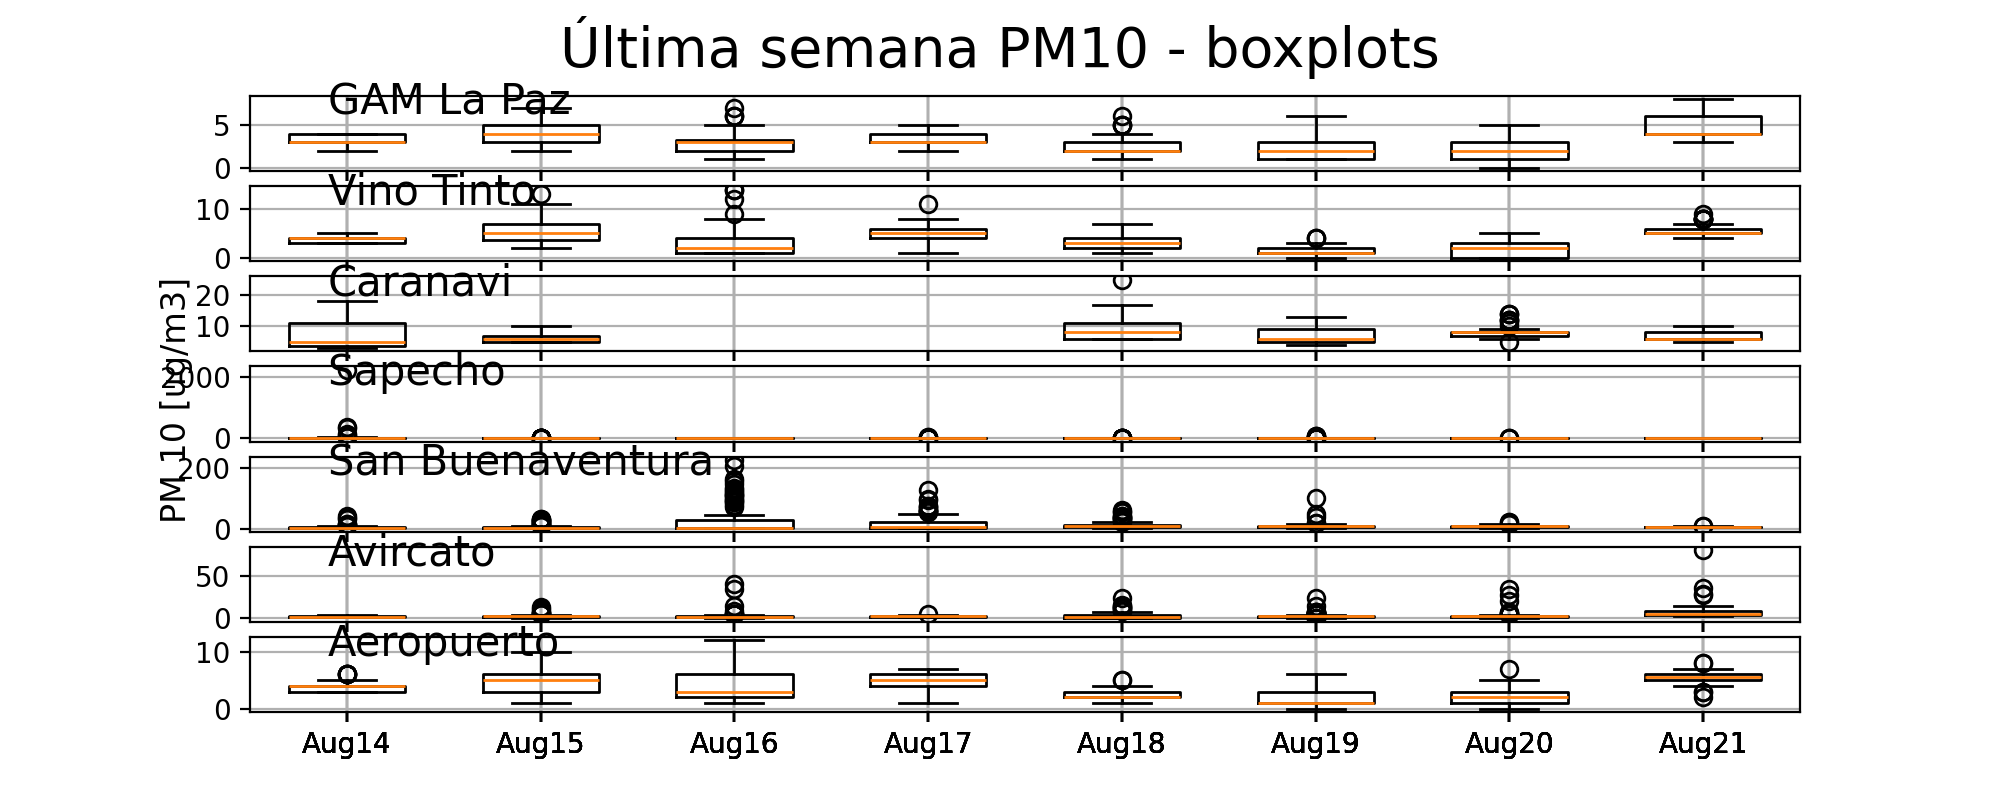 Última semana PM10 - boxplots
GAM La Paz
5
0
Vino Tinto
10
0
Caranavi
20
10
Sapecho
2000
0
San Buenaventura
200
0
Avircato
50
0
Aeropuerto
10
0
PM 10 [ug/m3]
Aug14 Aug15 Aug16 Aug17 Aug18 Aug19 Aug20 Aug21